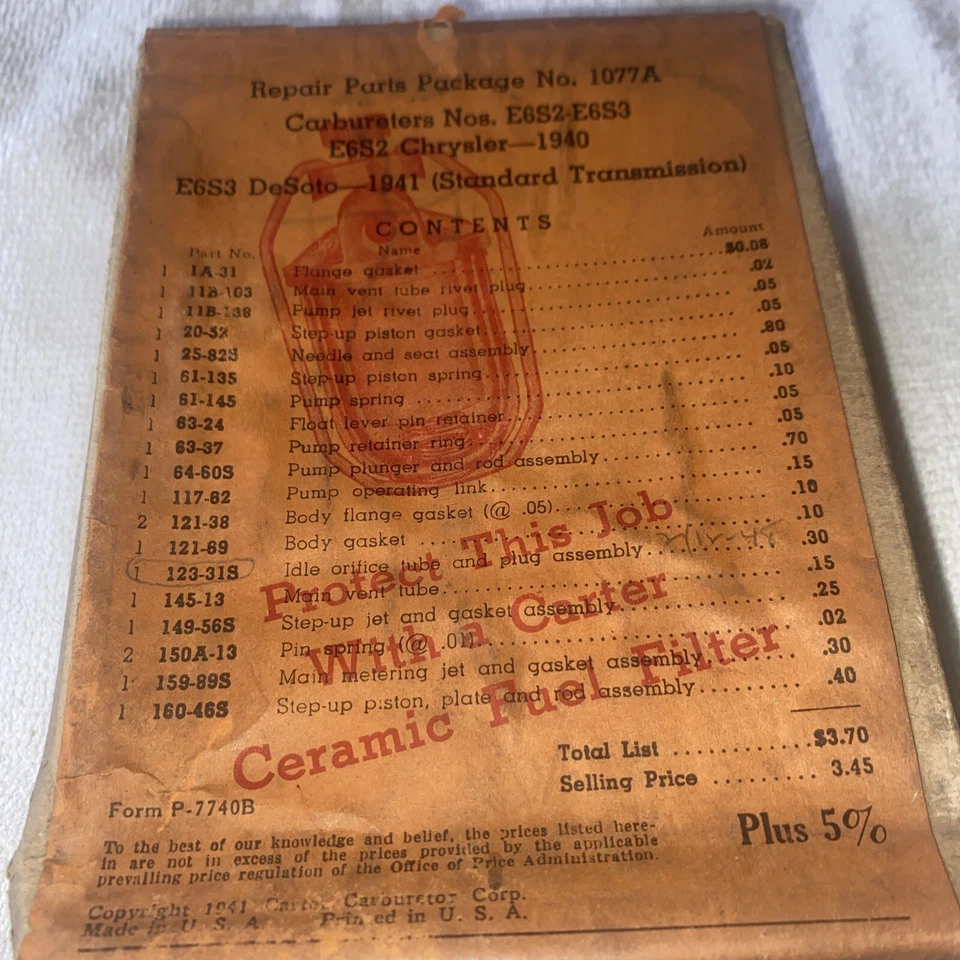 Repair Parts Package No. 1077A
Carbureters Nos. E6S2-E6S3
E6S2 Chrysler—1940
E6S3 DeSoto—1941 (Standard Transmission)
CONTENTS
Part No. Name Amount
1 1A-31 Flange gasket $0.06
1 11B-103 Main vent tube rivet plug .02
1 11B-138 Pump jet rivet plug .05
1 20-32 Step-up piston gasket .05
1 25-82S Needle and seat assembly .80
1 61-135 Step-up piston spring .05
1 61-145 Pump spring .10
1 63-24 Float lever pin retainer .05
1 63-37 Pump retainer ring .05
1 64-60S Pump plunger and rod assembly .70
1 117-62 Pump operating link .15
2 121-38 Body flange gasket (@ .05) .10
1 121-69 Body gasket .10
1 123-31S Idle orifice tube and plug assembly .30
1 145-13 Main vent tube .15
1 149-56S Step-up jet and gasket assembly .25
2 150A-13 Pin spring (@ .01) .02
1 159-89S Main metering jet and gasket assembly .30
1 160-46S Step-up piston, plate and rod assembly .40
Protect This Job
With a Carter
Ceramic Fuel Filter
Total List $3.70
Selling Price 3.45
Form P-7740B
Plus 5%
To the best of our knowledge and belief, the prices listed here-
in are not in excess of the prices provided by the applicable
prevailing price regulation of the Office of Price Administration.
Copyright 1941 Carter Carburetor Corp.
Made in U. S. A. Printed in U. S. A.